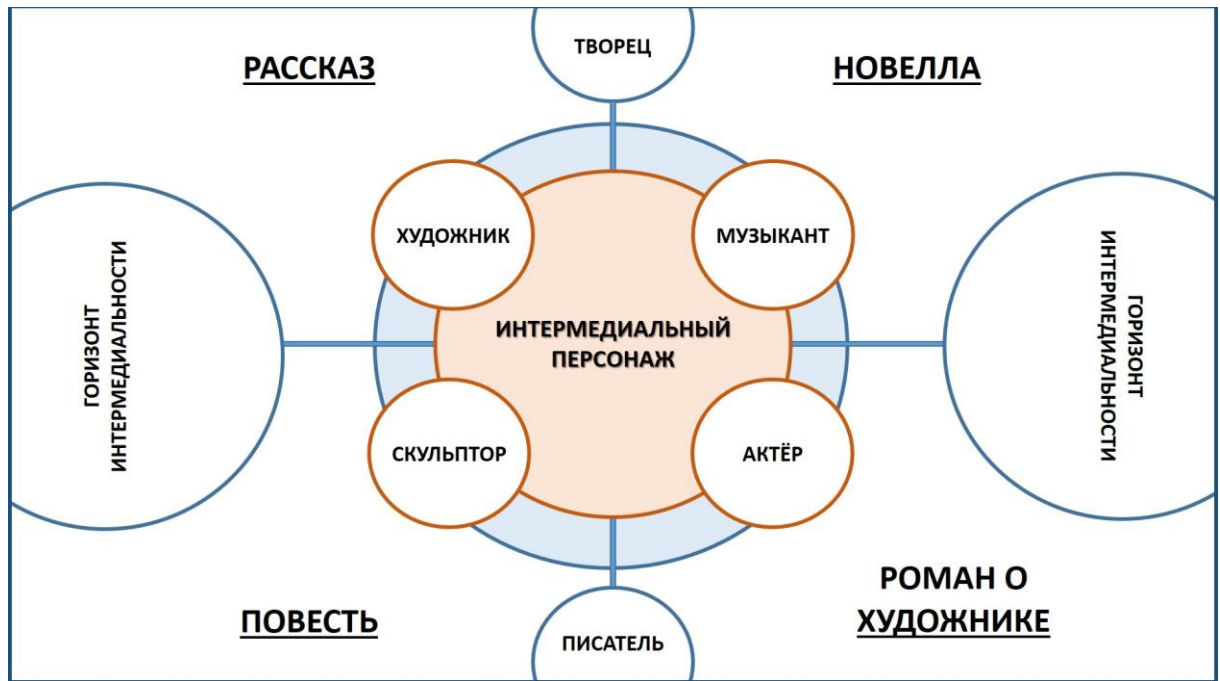 ТВОРЕЦ
РАССКАЗ
НОВЕЛЛА
ХУДОЖНИК
МУЗЫКАНТ
ГОРИЗОНТ
ИНТЕРМЕДИАЛЬНОСТИ
ИНТЕРМЕДИАЛЬНЫЙ
ПЕРСОНАЖ
ГОРИЗОНТ
ИНТЕРМЕДИАЛЬНОСТИ
СКУЛЬПТОР
АКТЁР
ПОВЕСТЬ
РОМАН О
ХУДОЖНИКЕ
ПИСАТЕЛЬ